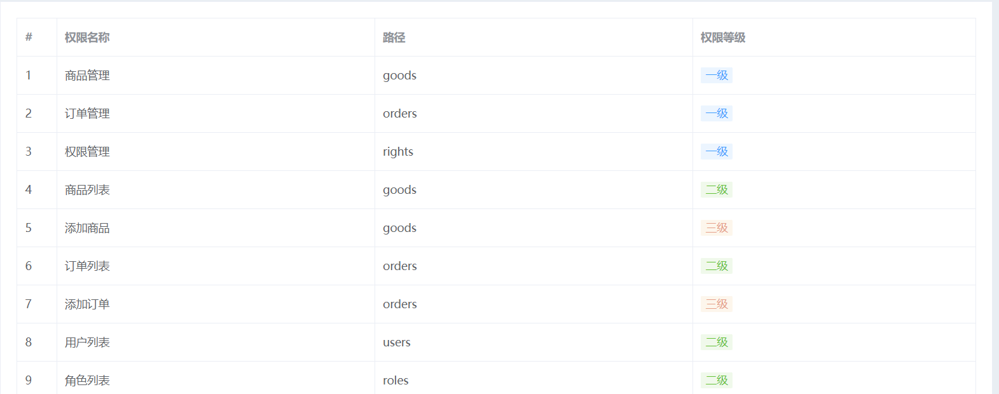 # 权限名称 路径 权限等级
1 商品管理 goods 一级
2 订单管理 orders 一级
3 权限管理 rights 一级
4 商品列表 goods 二级
5 添加商品 goods 三级
6 订单列表 orders 二级
7 添加订单 orders 三级
8 用户列表 users 二级
9 角色列表 roles 二级